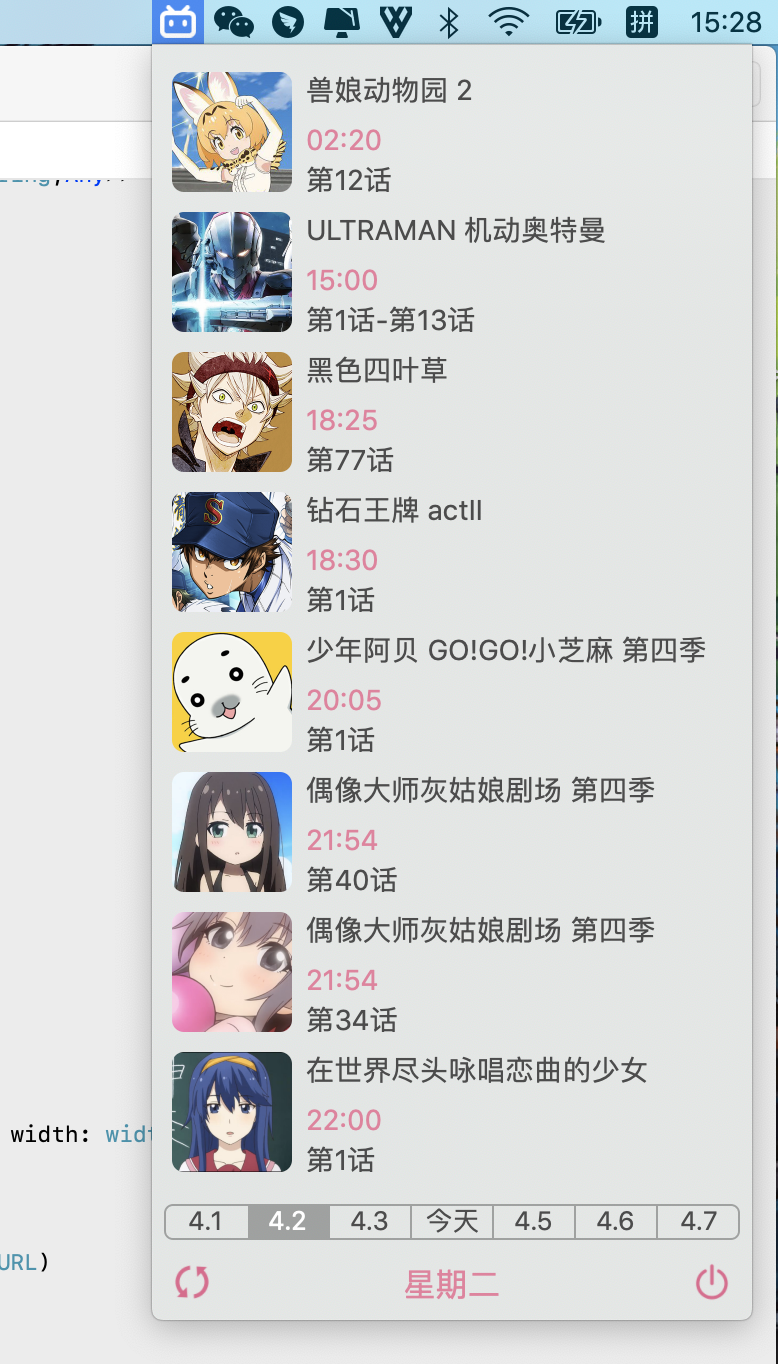 拼 15:28
兽娘动物园 2
02:20
第12话
ULTRAMAN 机动奥特曼
15:00
第1话-第13话
黑色四叶草
18:25
第77话
S
钻石王牌 actII
18:30
第1话
少年阿贝 GO!GO!小芝麻 第四季
20:05
第1话
偶像大师灰姑娘剧场 第四季
21:54
第40话
偶像大师灰姑娘剧场 第四季
21:54
第34话
在世界尽头咏唱恋曲的少女
22:00
第1话
width: widt
4.1 4.2 4.3 今天 4.5 4.6 4.7
URL)
星期二